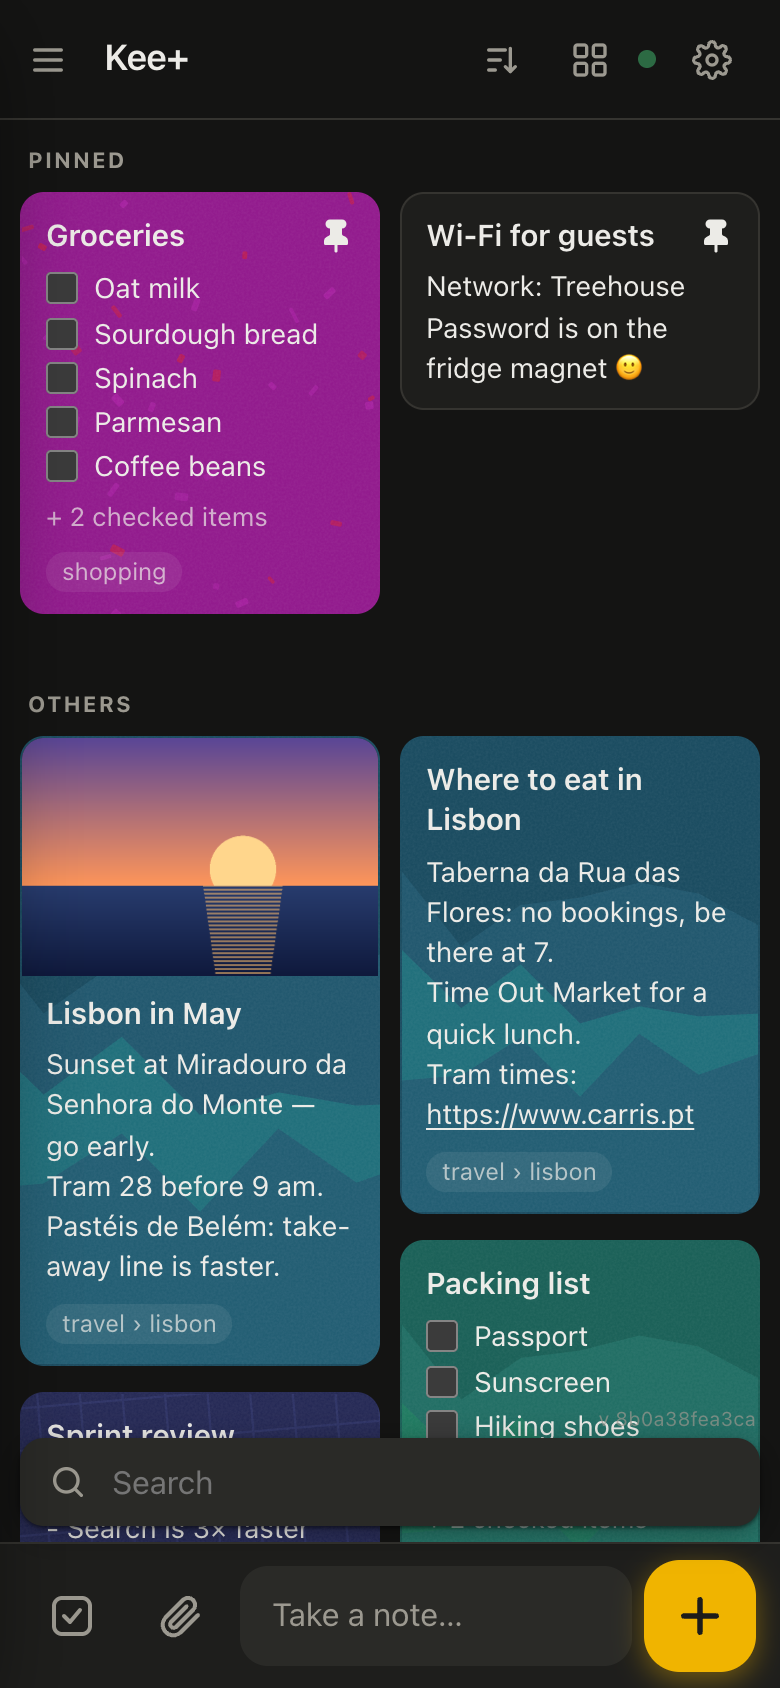 Kee+
PINNED
Groceries
Oat milk
Sourdough bread
Spinach
Parmesan
Coffee beans
+ 2 checked items
shopping
Wi-Fi for guests
Network: Treehouse
Password is on the
fridge magnet 🙂
OTHERS
Lisbon in May
Sunset at Miradouro da
Senhora do Monte —
go early.
Tram 28 before 9 am.
Pastéis de Belém: take-
away line is faster.
travel › lisbon
Where to eat in
Lisbon
Taberna da Rua das
Flores: no bookings, be
there at 7.
Time Out Market for a
quick lunch.
Tram times:
https://www.carris.pt
travel › lisbon
Packing list
Passport
Sunscreen
Hiking shoes
v 8b0a38fea3ca
+ 2 checked items
Sprint review
- Search is 3× faster
Search
Take a note...